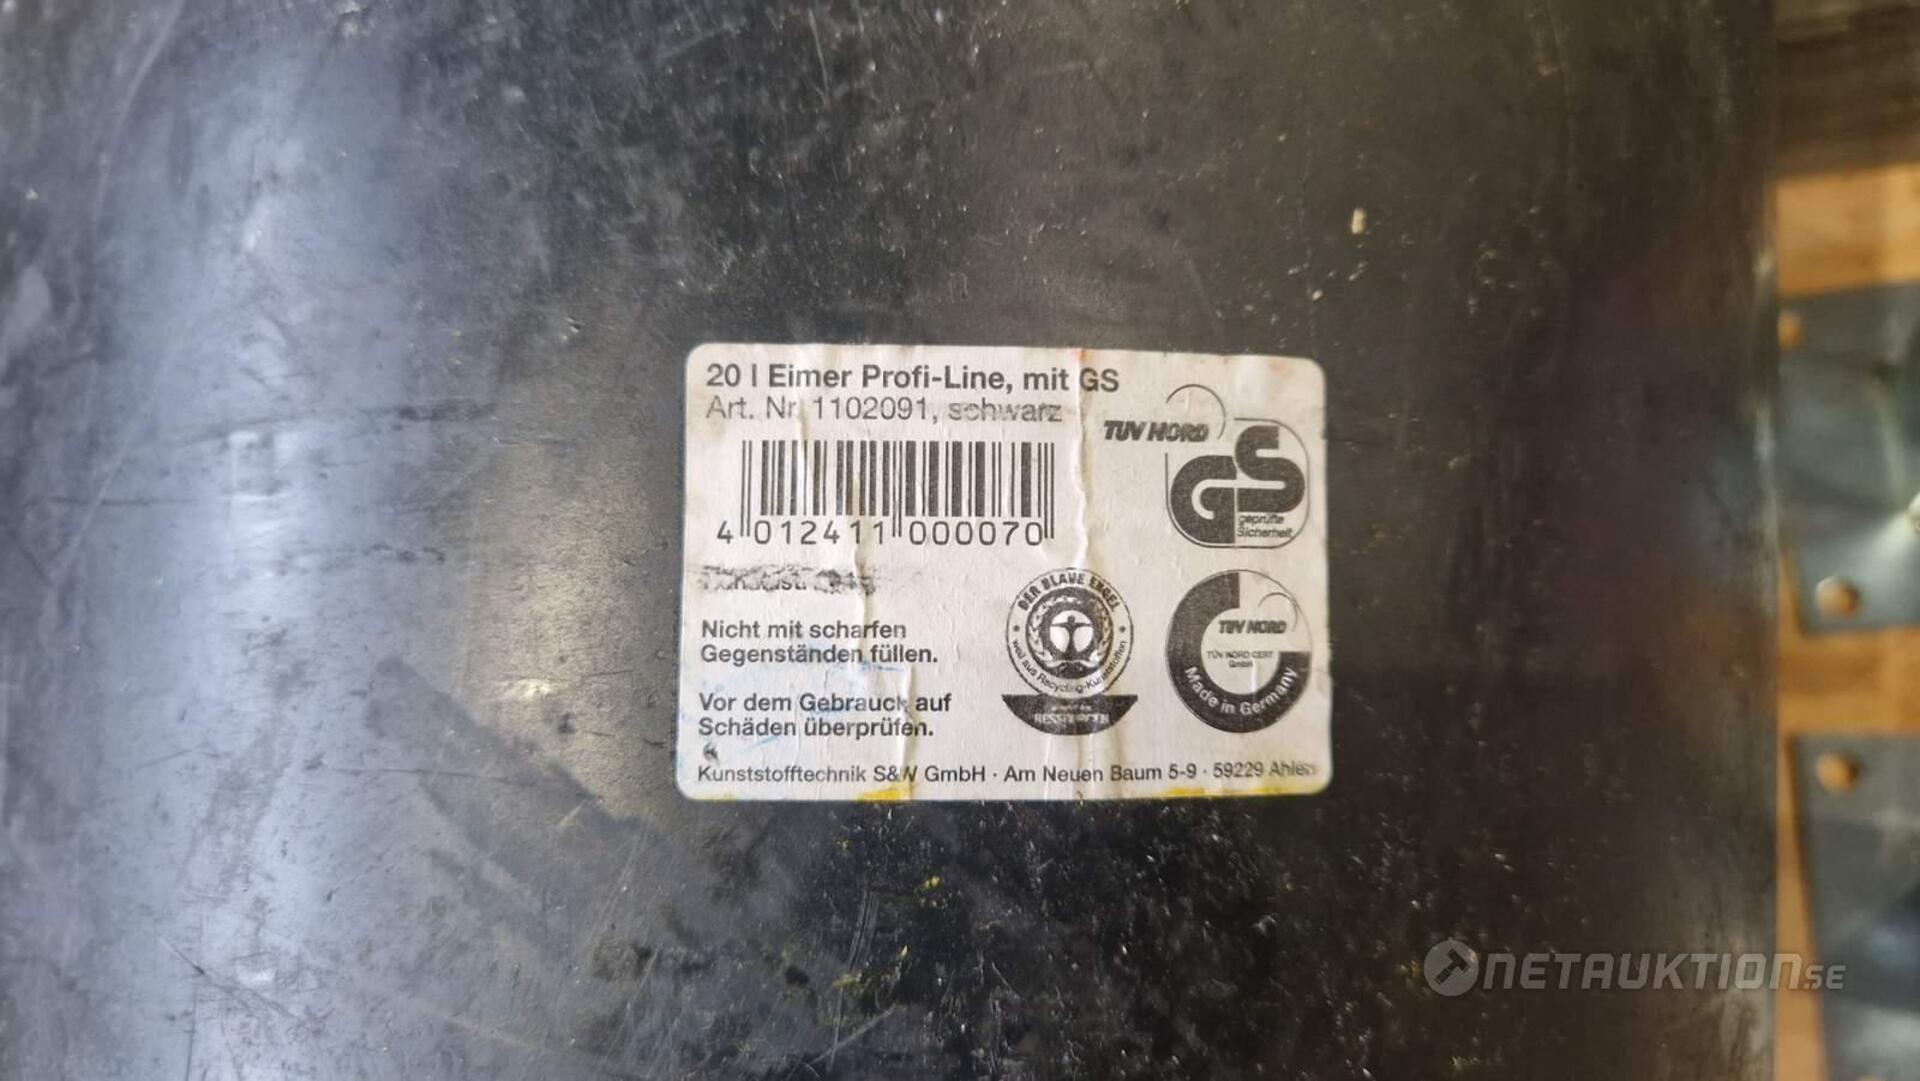 20 l Eimer Profi-Line, mit GS
Art. Nr. 1102091, schwarz
4 012411 000070
TÜV NORD
GS
geprüfte
Sicherheit
Nicht mit scharfen
Gegenständen füllen.
Vor dem Gebrauch auf
Schäden überprüfen.
DER BLAUE ENGEL
weil aus Recycling-Kunststoffen
RESSOURCEN
TÜV NORD
TÜV NORD CERT
GmbH
Made in Germany
Kunststofftechnik S&W GmbH · Am Neuen Baum 5-9 · 59229 Ahlen
NETAUKTION.SE